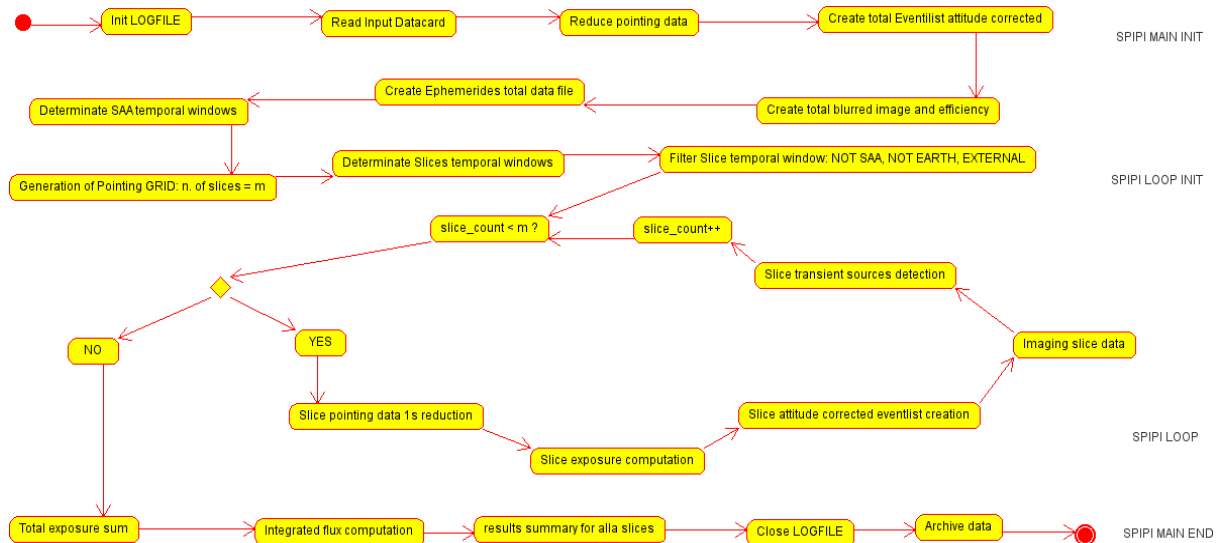 Init LOGFILE
Read Input Datacard
Reduce pointing data
Create total Eventilist attitude corrected
SPIPI MAIN INIT
Create Ephemerides total data file
Create total blurred image and efficiency
Determinate SAA temporal windows
Determinate Slices temporal windows
Filter Slice temporal window: NOT SAA, NOT EARTH, EXTERNAL
Generation of Pointing GRID: n. of slices = m
SPIPI LOOP INIT
slice_count < m ?
slice_count++
Slice transient sources detection
NO
YES
Imaging slice data
Slice pointing data 1s reduction
Slice attitude corrected eventlist creation
SPIPI LOOP
Slice exposure computation
Total exposure sum
Integrated flux computation
results summary for alla slices
Close LOGFILE
Archive data
SPIPI MAIN END